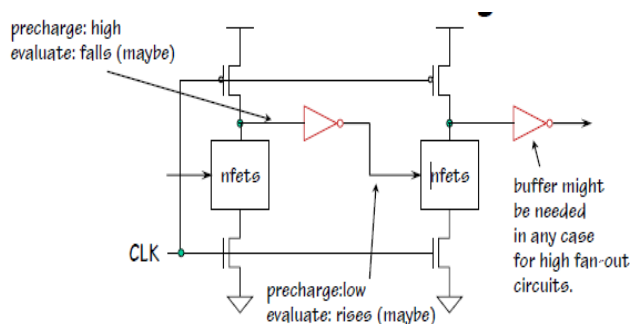 precharge: high
evaluate: falls (maybe)
nfets
nfets
CLK
buffer might
be needed
in any case
for high fan-out
circuits.
precharge:low
evaluate: rises (maybe)